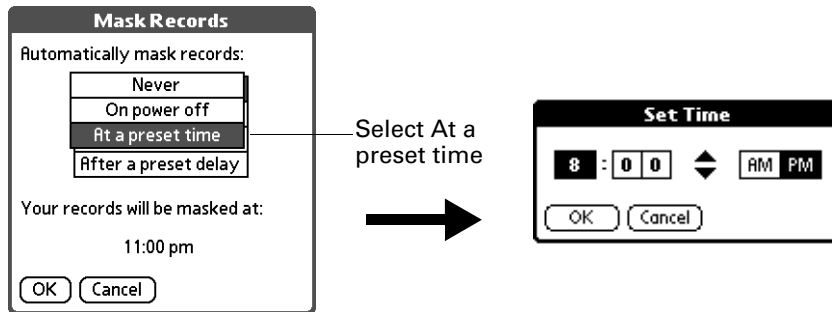 Mask Records
Automatically mask records:
Never
On power off
At a preset time
After a preset delay
Your records will be masked at:
11:00 pm
OK Cancel
Select At a
preset time
Set Time
8 : 0 0 AM PM
OK Cancel